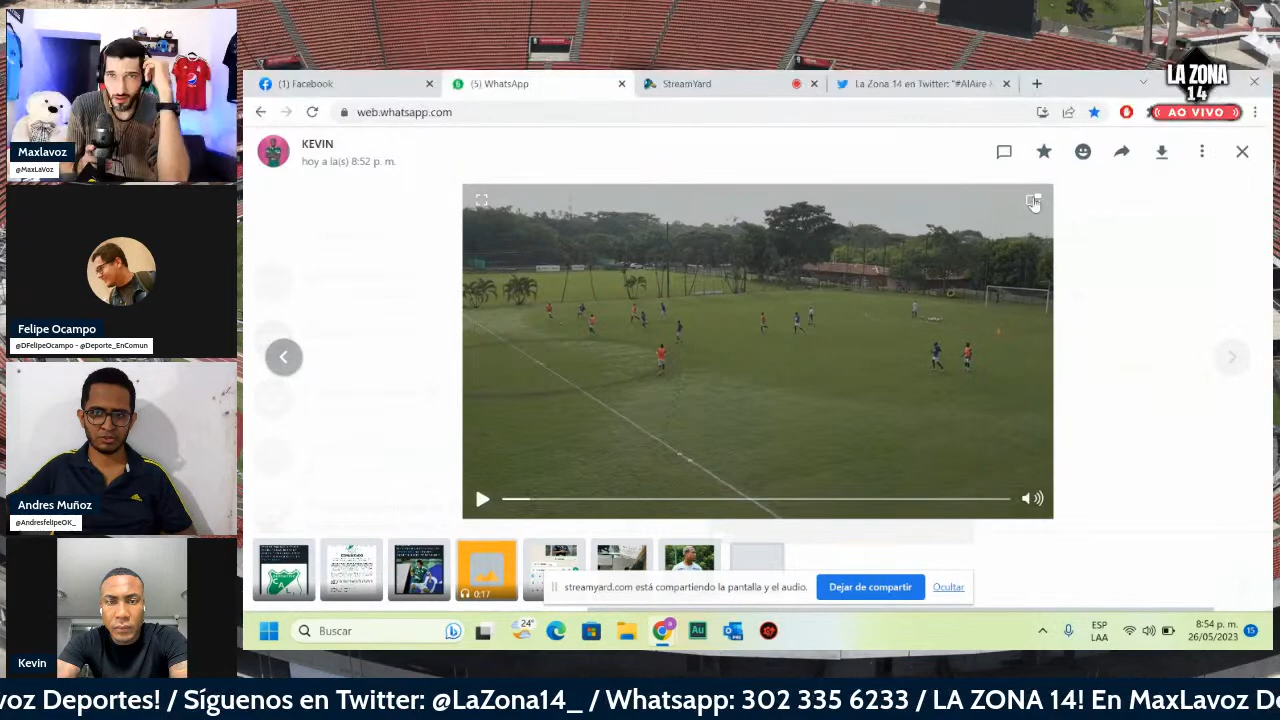 Maxlavoz
@MaxLaVoz
Felipe Ocampo
@DFelipeOcampo - @Deporte_EnComun
Andres Muñoz
@AndresfelipeOK_
Kevin
(1) Facebook
(5) WhatsApp
StreamYard
La Zona 14 en Twitter: "#AlAire
web.whatsapp.com
LA ZONA
14
AO VIVO
KEVIN
hoy a la(s) 8:52 p. m.
0:17
streamyard.com está compartiendo la pantalla y el audio.
Dejar de compartir
Ocultar
Buscar
24°
Au
ESP
LAA
8:54 p. m.
26/05/2023
15
voz Deportes! / Síguenos en Twitter: @LaZona14_ / Whatsapp: 302 335 6233 / LA ZONA 14! En MaxLavoz De